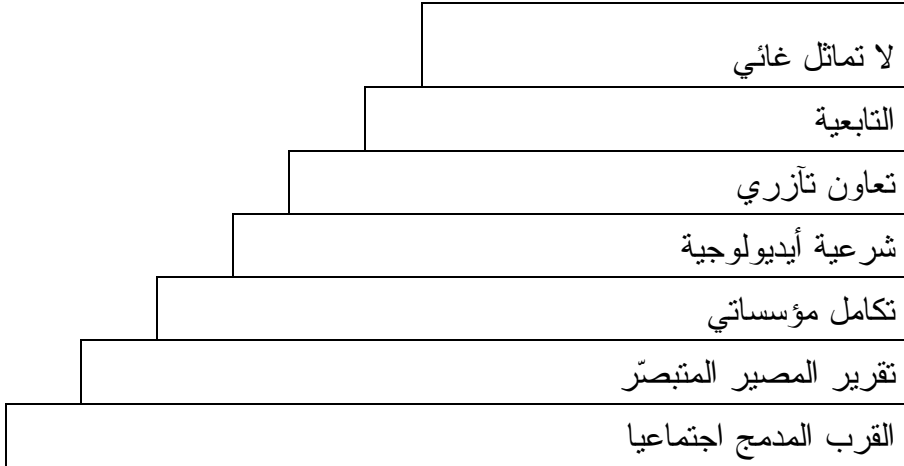 لا تماثل غائي
التابعية
تعاون تآزري
شرعية أيديولوجية
تكامل مؤسساتي
تقرير المصير المتبصّر
القرب المدمج اجتماعيا